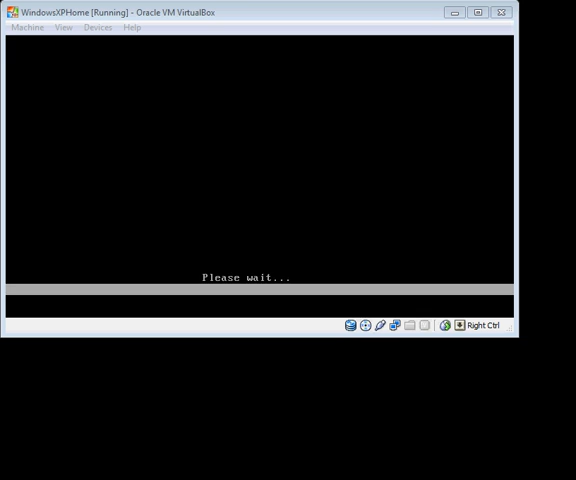 WindowsXPHome [Running] - Oracle VM VirtualBox
Machine View Devices Help
Please wait...
Right Ctrl